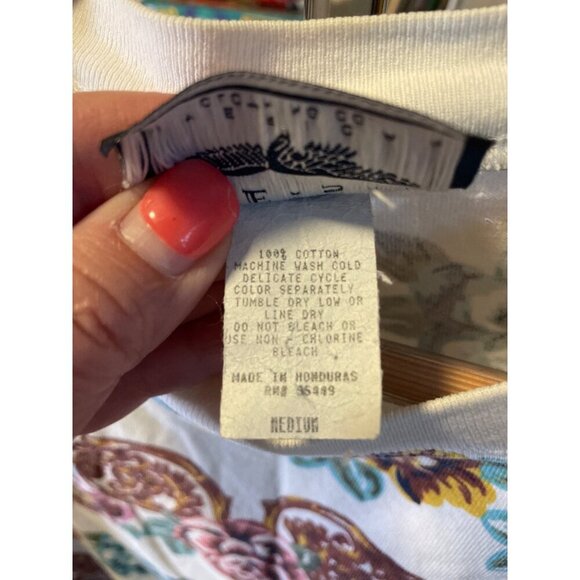 100% COTTON
MACHINE WASH COLD
DELICATE CYCLE
COLOR SEPARATELY
TUMBLE DRY LOW OR
LINE DRY
DO NOT BLEACH OR
USE NON - CHLORINE
BLEACH
MADE IN HONDURAS
RN#
MEDIUM